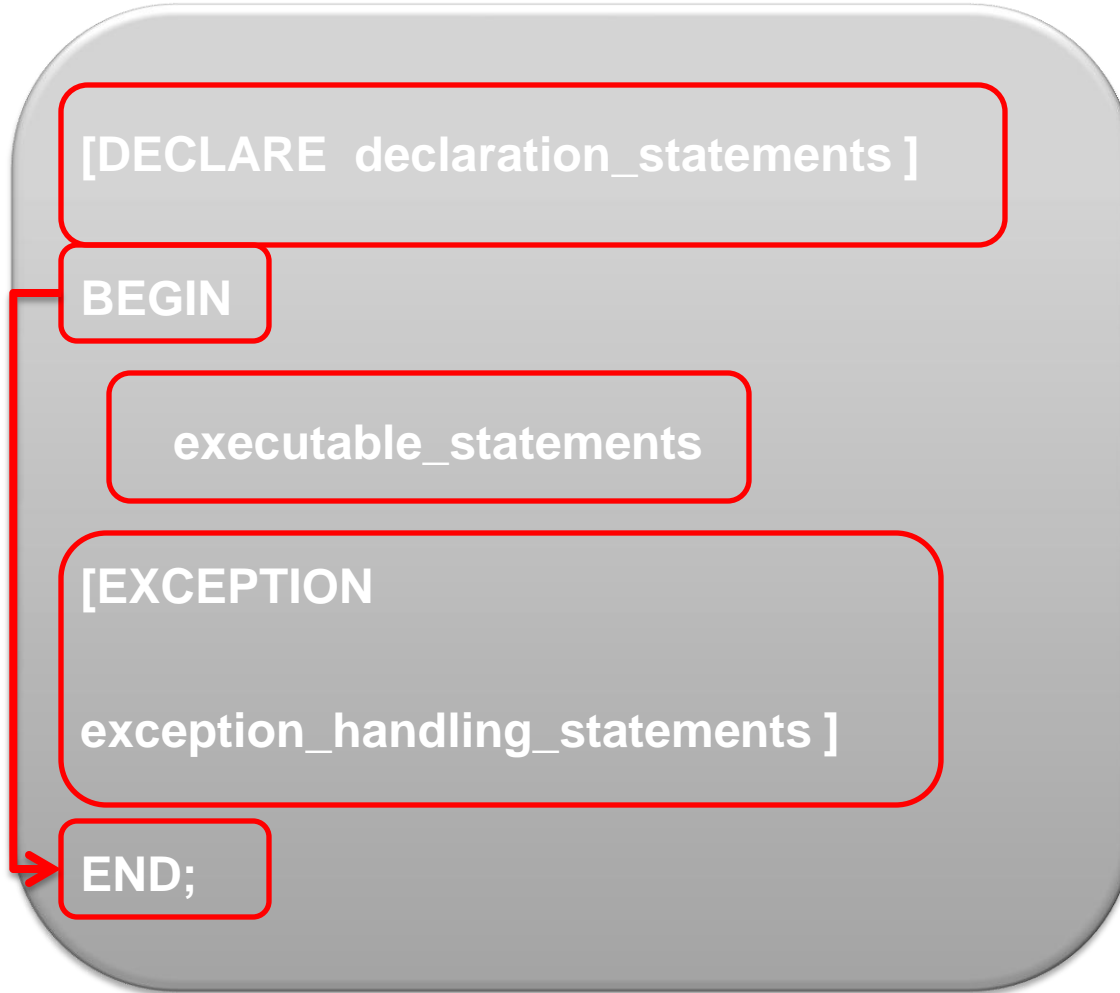 [DECLARE declaration_statements ]
BEGIN
executable_statements
[EXCEPTION
exception_handling_statements ]
END;